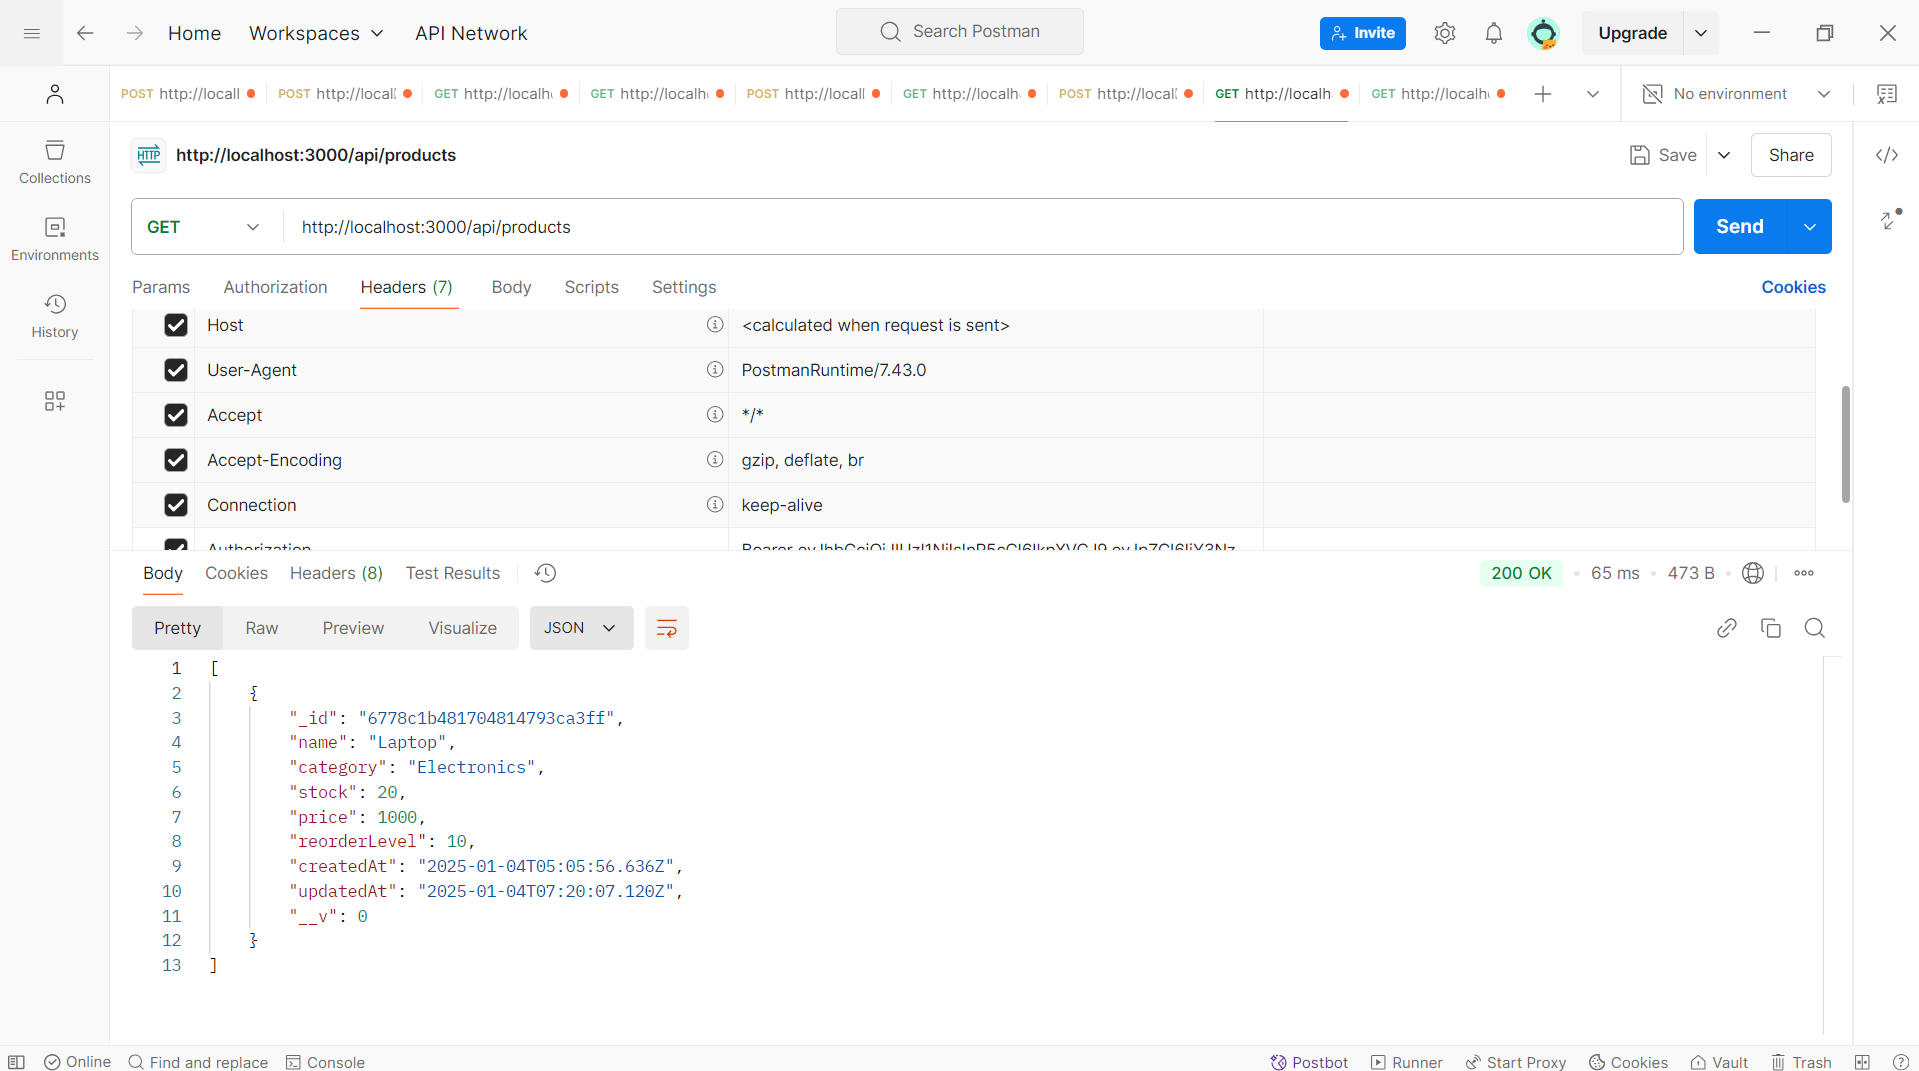 Home Workspaces API Network Search Postman Invite Upgrade
POST http://locall POST http://local GET http://localh GET http://localh POST http://locall GET http://localh POST http://local GET http://localh GET http://localh No environment
HTTP http://localhost:3000/api/products Save Share
GET http://localhost:3000/api/products Send
Params Authorization Headers (7) Body Scripts Settings Cookies
Host <calculated when request is sent>
User-Agent PostmanRuntime/7.43.0
Accept */*
Accept-Encoding gzip, deflate, br
Connection keep-alive
Authorization Bearer
Collections
Environments
History
Body Cookies Headers (8) Test Results 200 OK 65 ms 473 B
Pretty Raw Preview Visualize JSON
1 [
2 {
3 "_id": "6778c1b481704814793ca3ff",
4 "name": "Laptop",
5 "category": "Electronics",
6 "stock": 20,
7 "price": 1000,
8 "reorderLevel": 10,
9 "createdAt": "2025-01-04T05:05:56.636Z",
10 "updatedAt": "2025-01-04T07:20:07.120Z",
11 "__v": 0
12 }
13 ]
Online Find and replace Console Postbot Runner Start Proxy Cookies Vault Trash